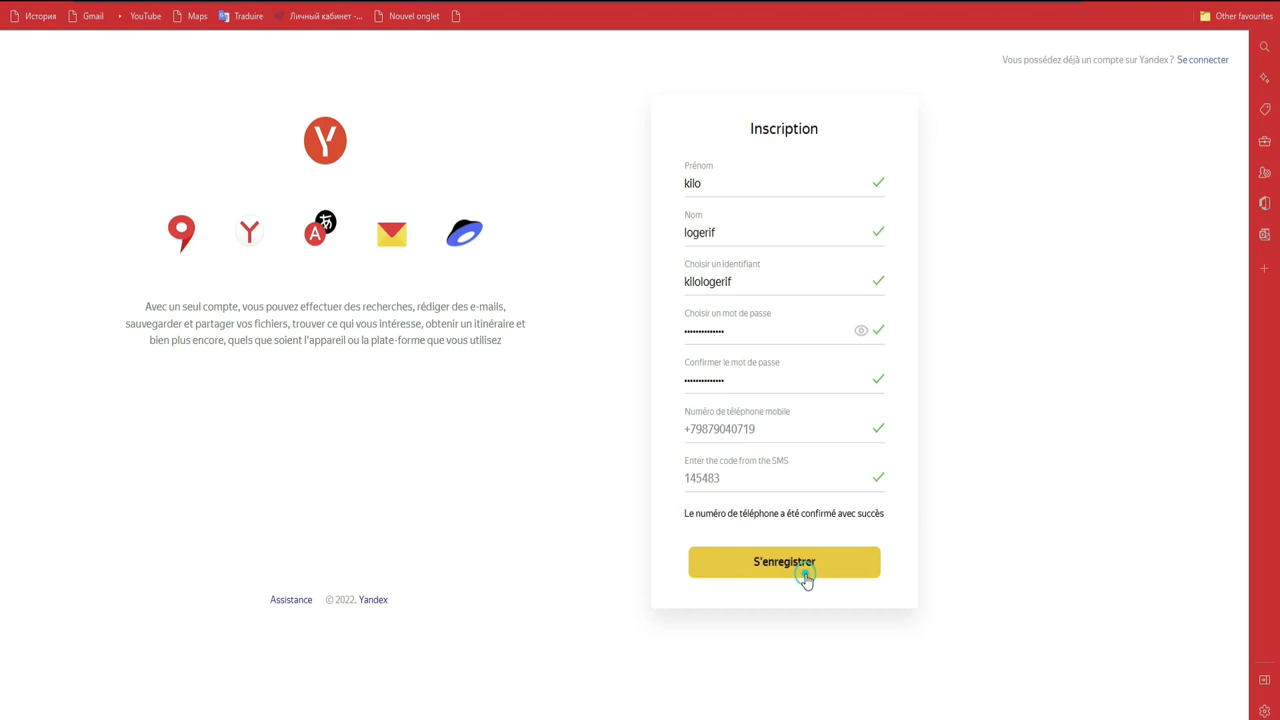 История
Gmail
YouTube
Maps
Traduire
Личный кабинет -...
Nouvel onglet
Other favourites
Vous possédez déjà un compte sur Yandex ? Se connecter
Y
Y
A あ
Avec un seul compte, vous pouvez effectuer des recherches, rédiger des e-mails,
sauvegarder et partager vos fichiers, trouver ce qui vous intéresse, obtenir un itinéraire et
bien plus encore, quels que soient l'appareil ou la plate-forme que vous utilisez
Assistance © 2022, Yandex
Inscription
Prénom
kilo
Nom
logerif
Choisir un identifiant
kilologerif
Choisir un mot de passe
••••••••••••••
Confirmer le mot de passe
••••••••••••••
Numéro de téléphone mobile
+79879040719
Enter the code from the SMS
145483
Le numéro de téléphone a été confirmé avec succès
S'enregistrer